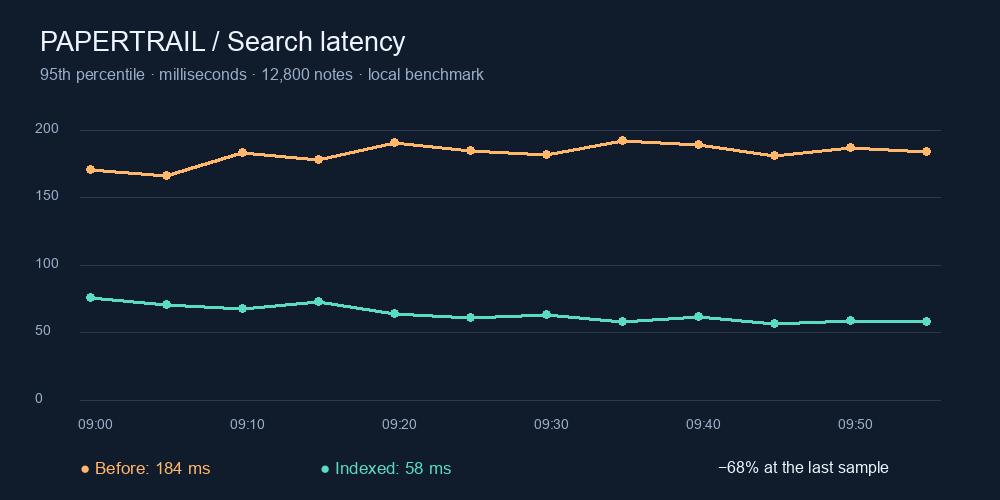 PAPERTRAIL / Search latency
95th percentile · milliseconds · 12,800 notes · local benchmark
200
150
100
50
0
09:00 09:10 09:20 09:30 09:40 09:50
Before: 184 ms Indexed: 58 ms −68% at the last sample